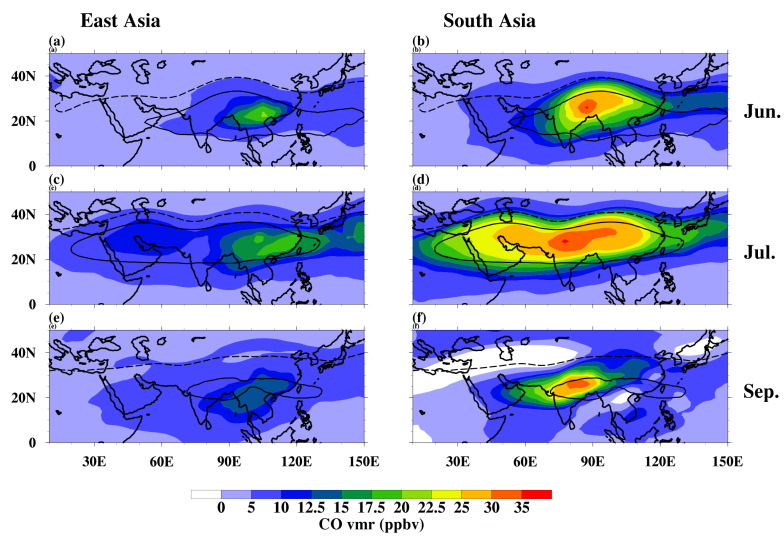 East Asia South Asia
(a) (b)
(a) (b)
40N
20N
0
Jun.
(c) (d)
(c) (d)
40N
20N
0
Jul.
(e) (f)
(e) (f)
40N
20N
0
Sep.
30E 60E 90E 120E 150E 30E 60E 90E 120E 150E
0 5 10 12.5 15 17.5 20 22.5 25 30 35
CO vmr (ppbv)